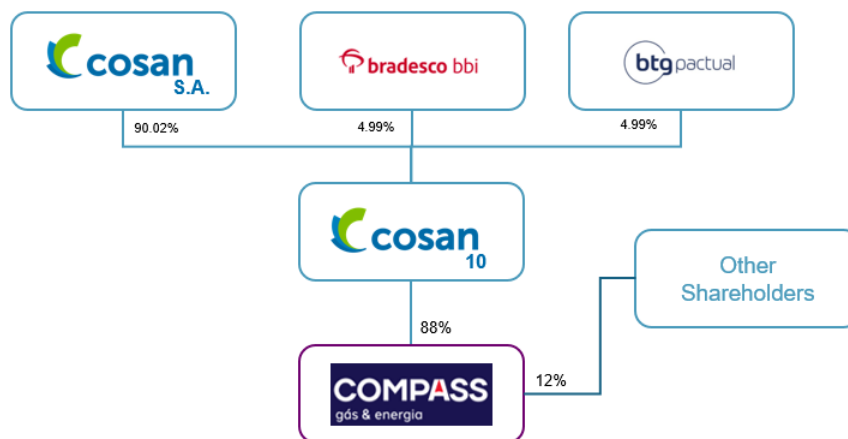 cosan
S.A.
bradesco bbi
btg pactual
90.02%
4.99%
4.99%
cosan
10
Other
Shareholders
88%
COMPASS
gás & energia
12%